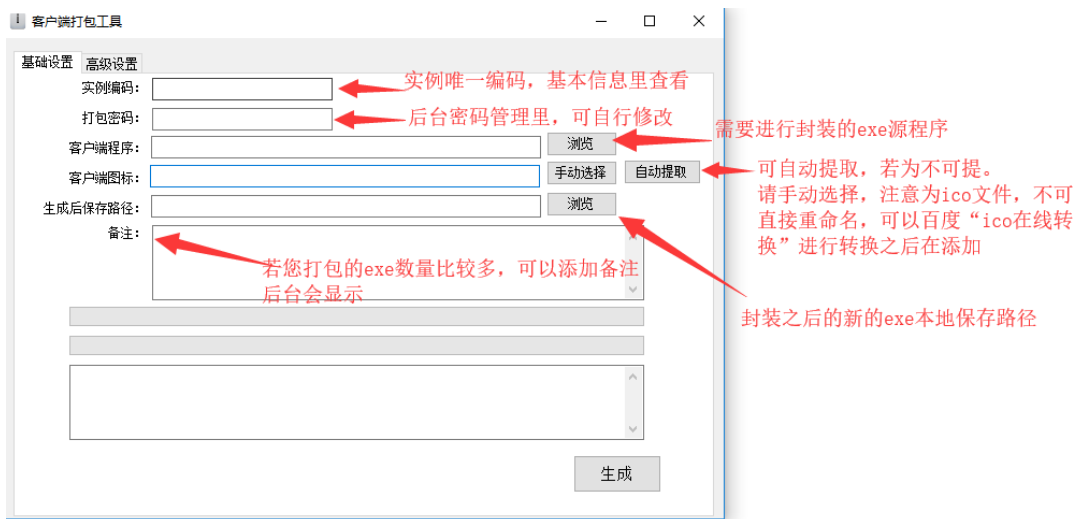 客户端打包工具
基础设置 高级设置
实例编码：
实例唯一编码，基本信息里查看
打包密码：
后台密码管理里，可自行修改
客户端程序：
浏览
需要进行封装的exe源程序
客户端图标：
手动选择 自动提取
可自动提取，若为不可提。
请手动选择，注意为ico文件，不可
直接重命名，可以百度“ico在线转
换”进行转换之后在添加
生成后保存路径：
浏览
备注：
若您打包的exe数量比较多，可以添加备注
后台会显示
封装之后的新的exe本地保存路径
生成